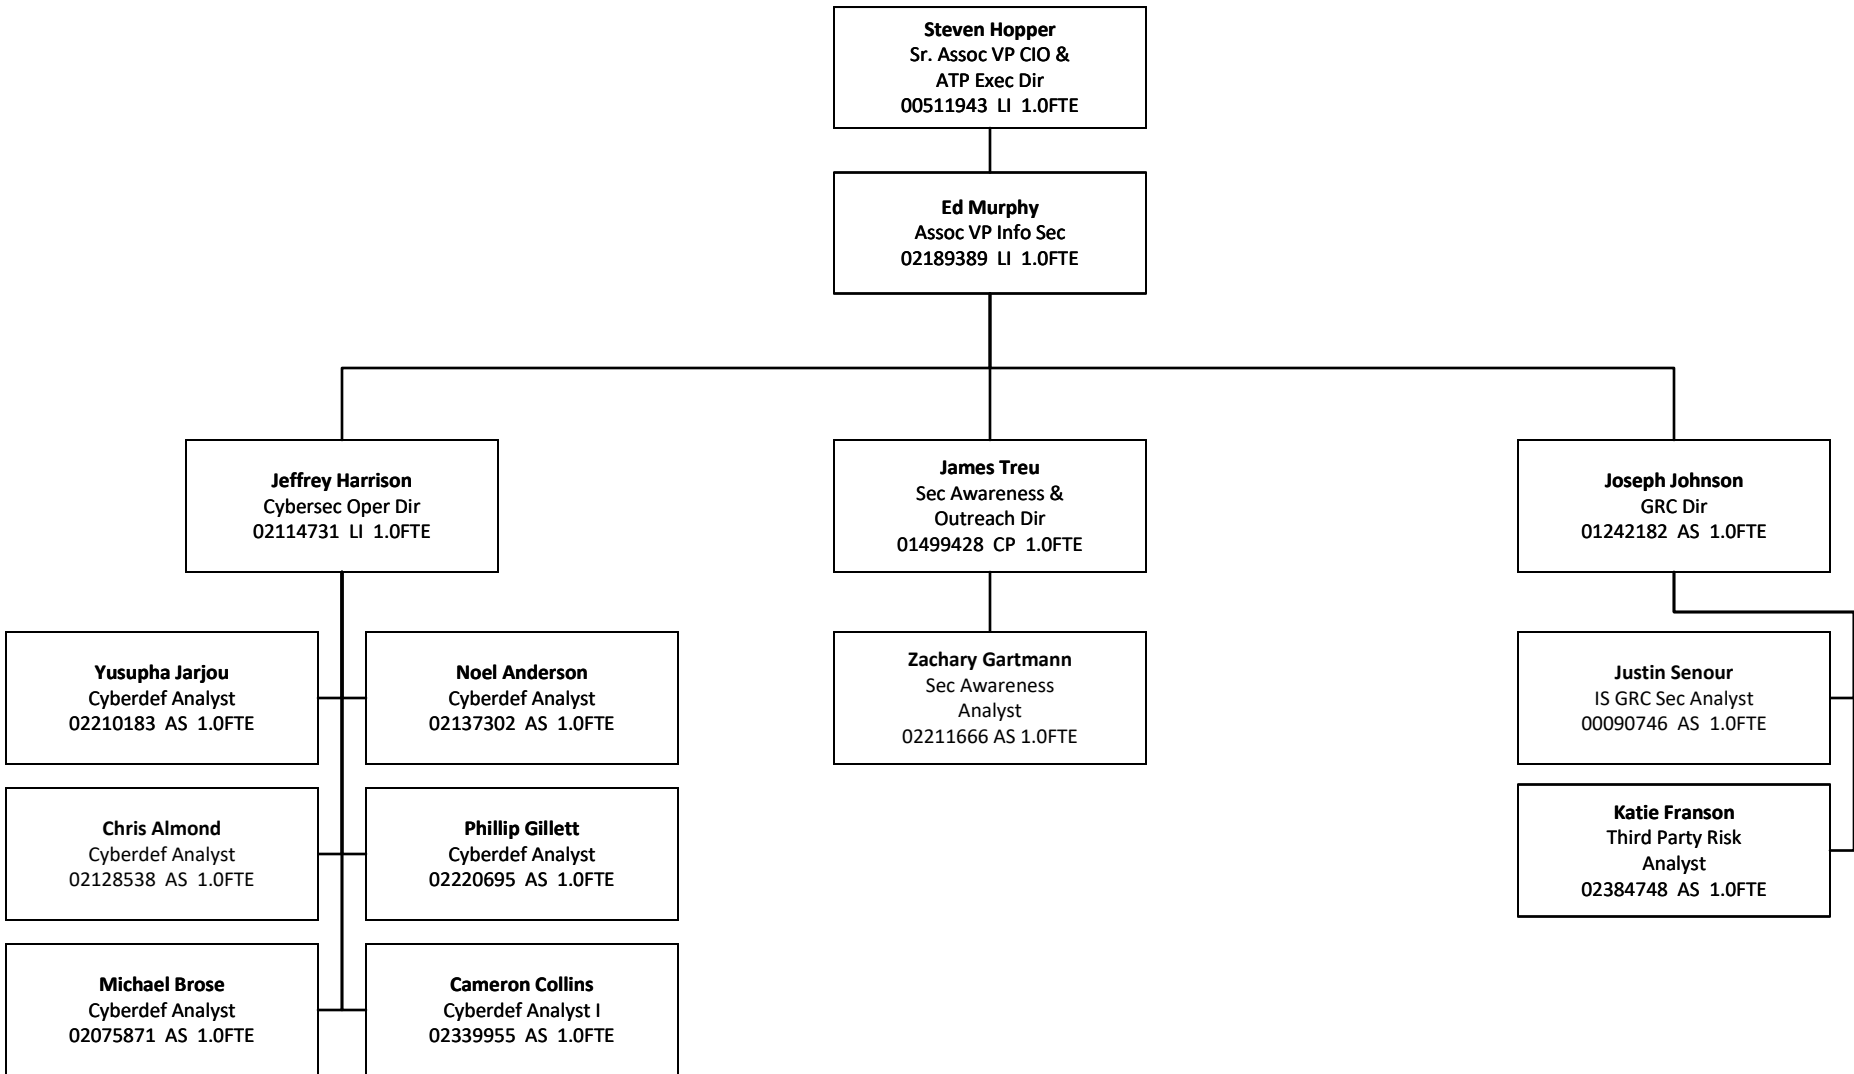 Steven Hopper
Sr. Assoc VP CIO &
ATP Exec Dir
00511943 LI 1.0FTE
Ed Murphy
Assoc VP Info Sec
02189389 LI 1.0FTE
Jeffrey Harrison
Cybersec Oper Dir
02114731 LI 1.0FTE
James Treu
Sec Awareness &
Outreach Dir
01499428 CP 1.0FTE
Joseph Johnson
GRC Dir
01242182 AS 1.0FTE
Yusupha Jarjou
Cyberdef Analyst
02210183 AS 1.0FTE
Noel Anderson
Cyberdef Analyst
02137302 AS 1.0FTE
Zachary Gartmann
Sec Awareness
Analyst
02211666 AS 1.0FTE
Justin Senour
IS GRC Sec Analyst
00090746 AS 1.0FTE
Chris Almond
Cyberdef Analyst
02128538 AS 1.0FTE
Phillip Gillett
Cyberdef Analyst
02220695 AS 1.0FTE
Katie Franson
Third Party Risk
Analyst
02384748 AS 1.0FTE
Michael Brose
Cyberdef Analyst
02075871 AS 1.0FTE
Cameron Collins
Cyberdef Analyst I
02339955 AS 1.0FTE